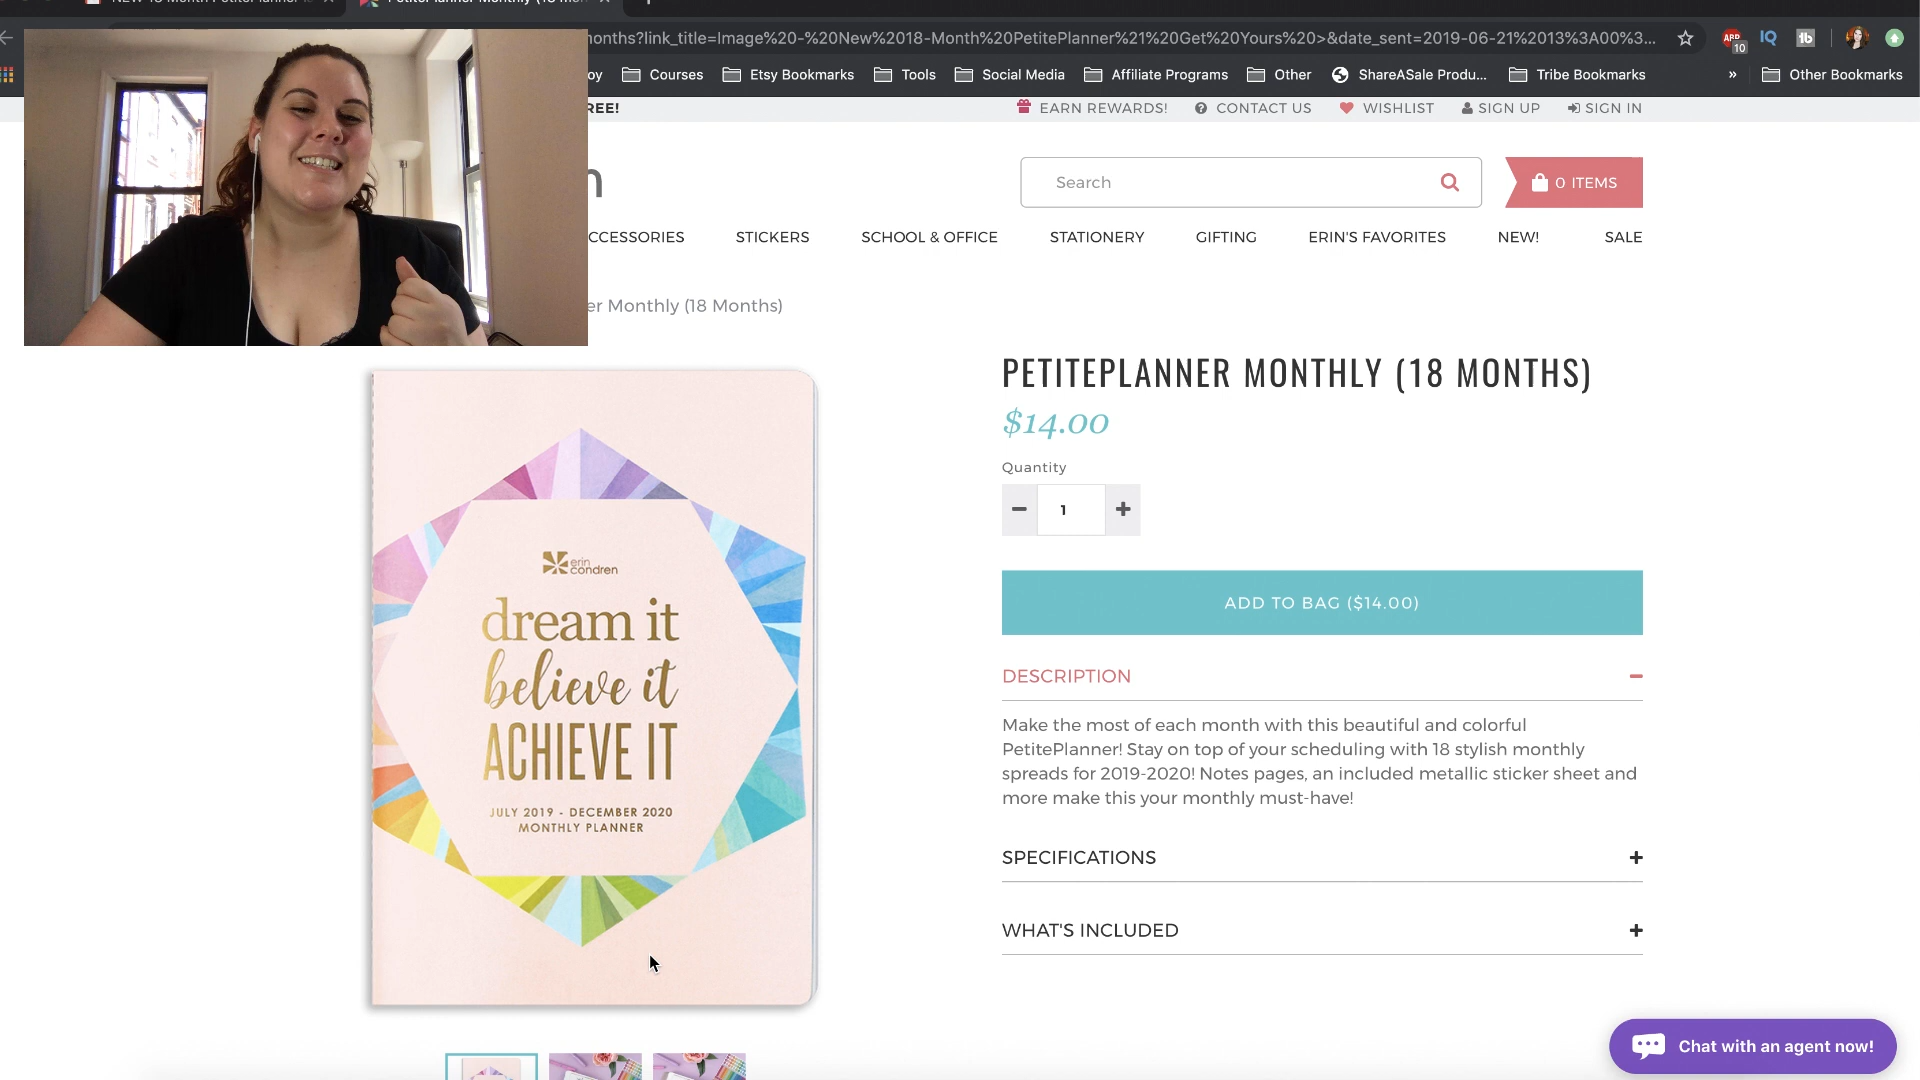 months?link_title=Image%20-%20New%2018-Month%20PetitePlanner%21%20Get%20Yours%20>&date_sent=2019-06-21%2013%3A00%3...
ABP
10
IQ
tb
oy
Courses
Etsy Bookmarks
Tools
Social Media
Affiliate Programs
Other
ShareASale Produ...
Tribe Bookmarks
»
Other Bookmarks
REE!
EARN REWARDS!
CONTACT US
WISHLIST
SIGN UP
SIGN IN
n
Search
0 ITEMS
CCESSORIES
STICKERS
SCHOOL & OFFICE
STATIONERY
GIFTING
ERIN'S FAVORITES
NEW!
SALE
er Monthly (18 Months)
PETITEPLANNER MONTHLY (18 MONTHS)
$14.00
Quantity
1
ADD TO BAG ($14.00)
DESCRIPTION
Make the most of each month with this beautiful and colorful
PetitePlanner! Stay on top of your scheduling with 18 stylish monthly
spreads for 2019-2020! Notes pages, an included metallic sticker sheet and
more make this your monthly must-have!
SPECIFICATIONS
WHAT'S INCLUDED
erin
condren
dream it
believe it
ACHIEVE IT
JULY 2019 - DECEMBER 2020
MONTHLY PLANNER
Chat with an agent now!